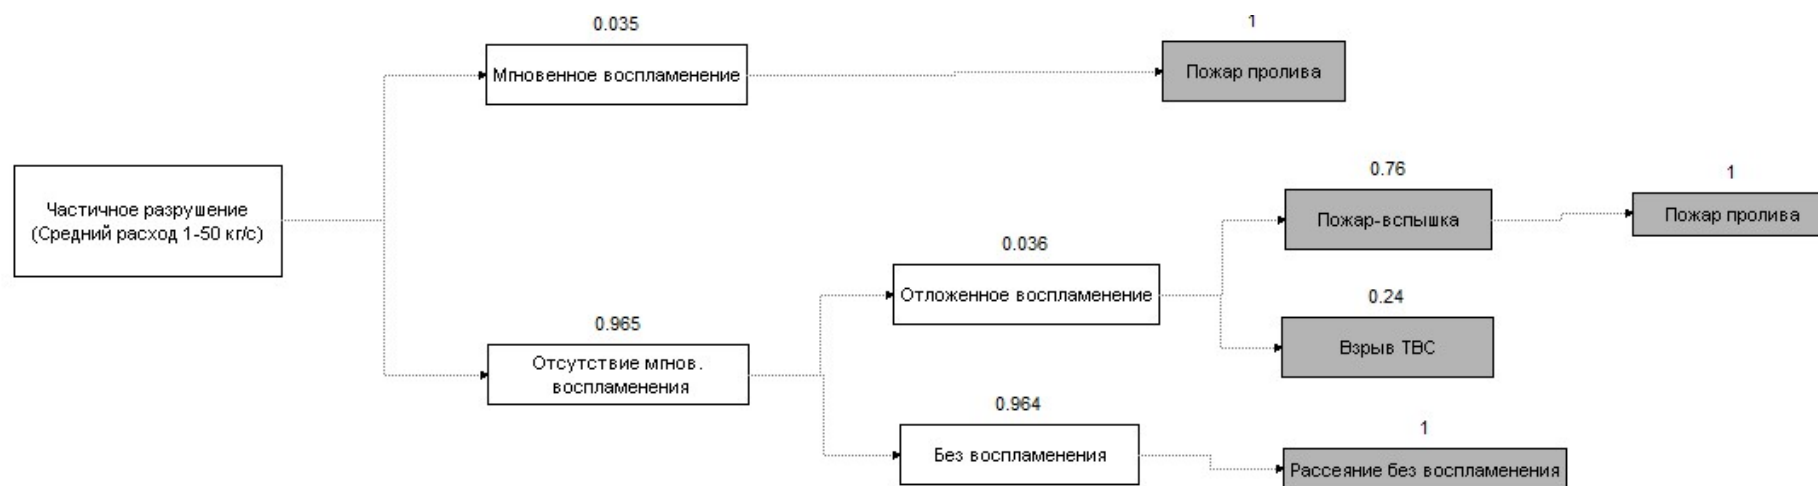 0.035
Мгновенное воспламенение
1
Пожар пролива
Частичное разрушение
(Средний расход 1-50 кг/с)
0.76
Пожар-вспышка
1
Пожар пролива
0.036
Отложенное воспламенение
0.24
Взрыв ТВС
0.965
Отсутствие мгнов.
воспламенения
0.964
Без воспламенения
1
Рассеяние без воспламенения